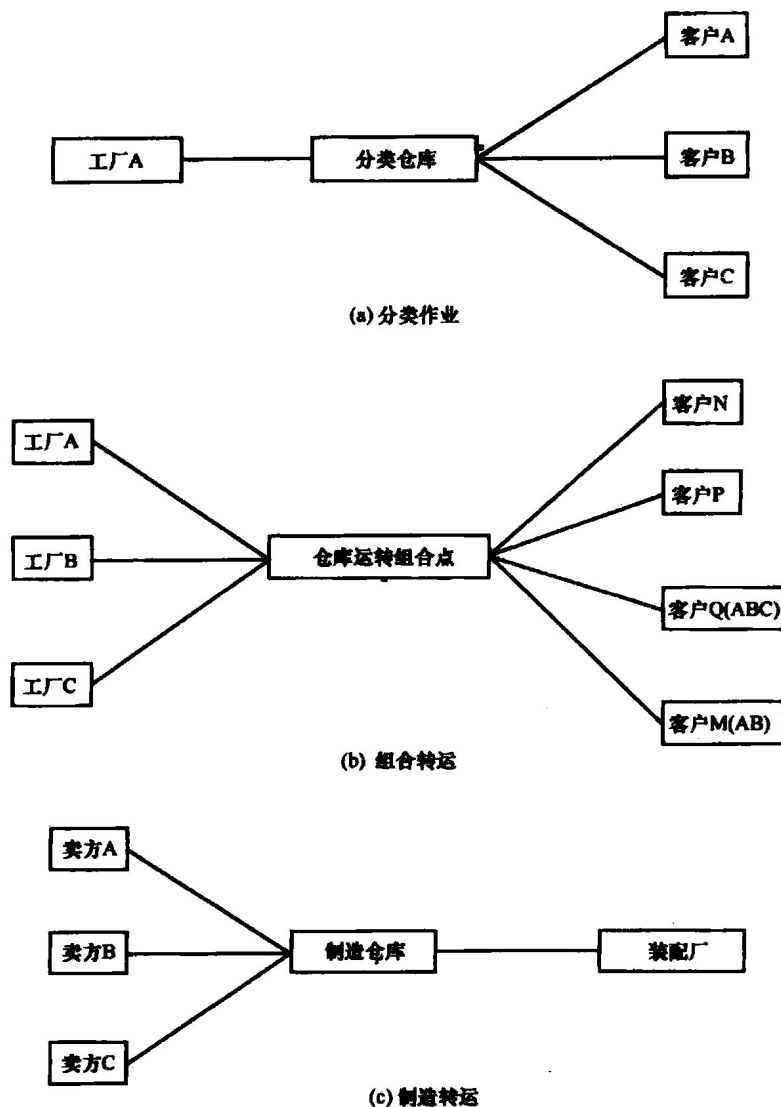 客户A
工厂A
分类仓库
客户B
客户C
(a) 分类作业
客户N
工厂A
客户P
工厂B
仓库运转组合点
客户Q(ABC)
工厂C
客户M(AB)
(b) 组合转运
卖方A
卖方B
制造仓库
装配厂
卖方C
(c) 制造转运